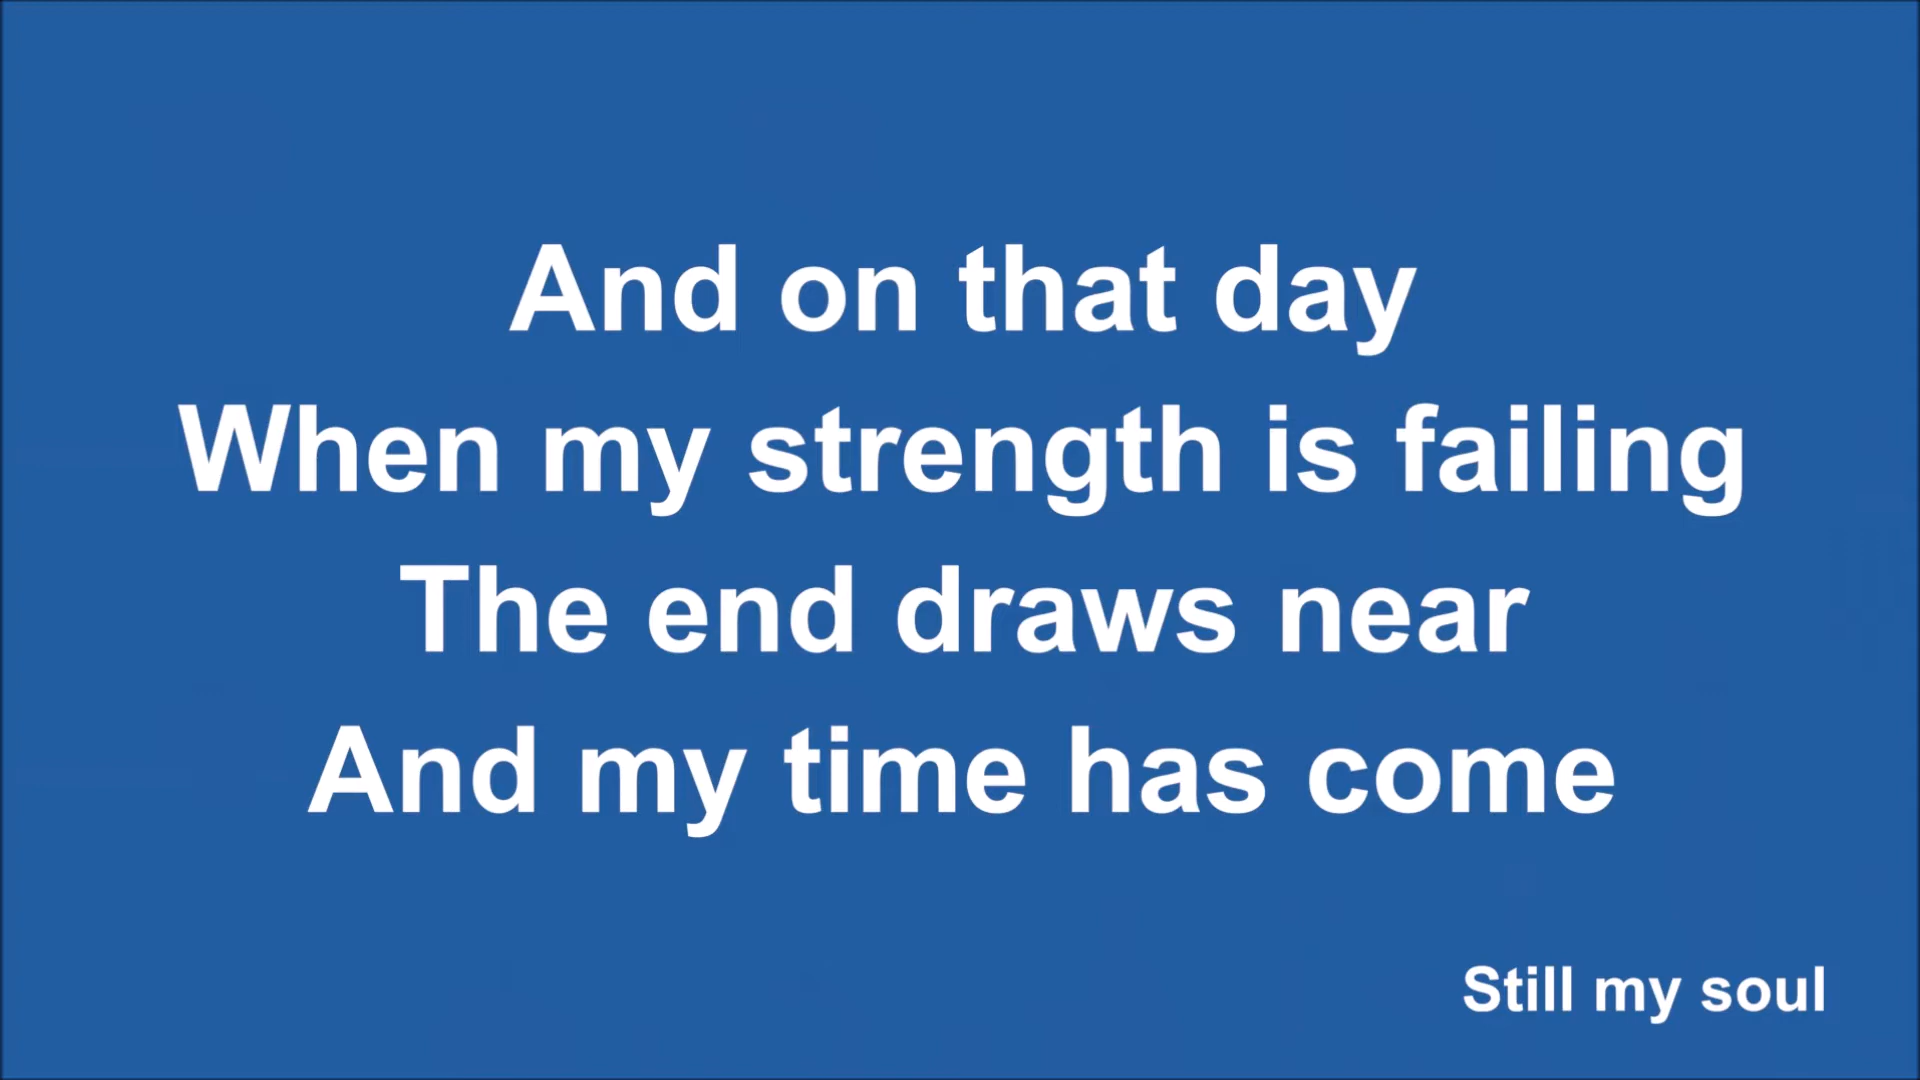 And on that day
When my strength is failing
The end draws near
And my time has come
Still my soul